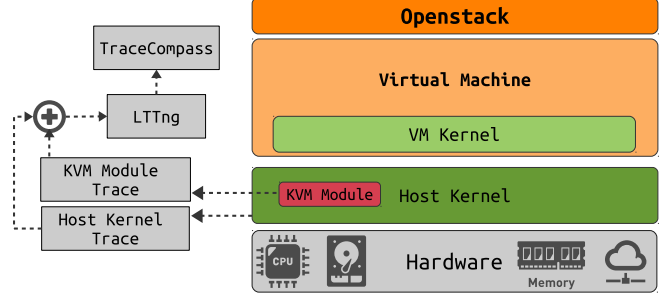 Openstack
TraceCompass
Virtual Machine
LTTng
VM Kernel
KVM Module
Trace
KVM Module
Host Kernel
Host Kernel
Trace
CPU
Hardware
Memory